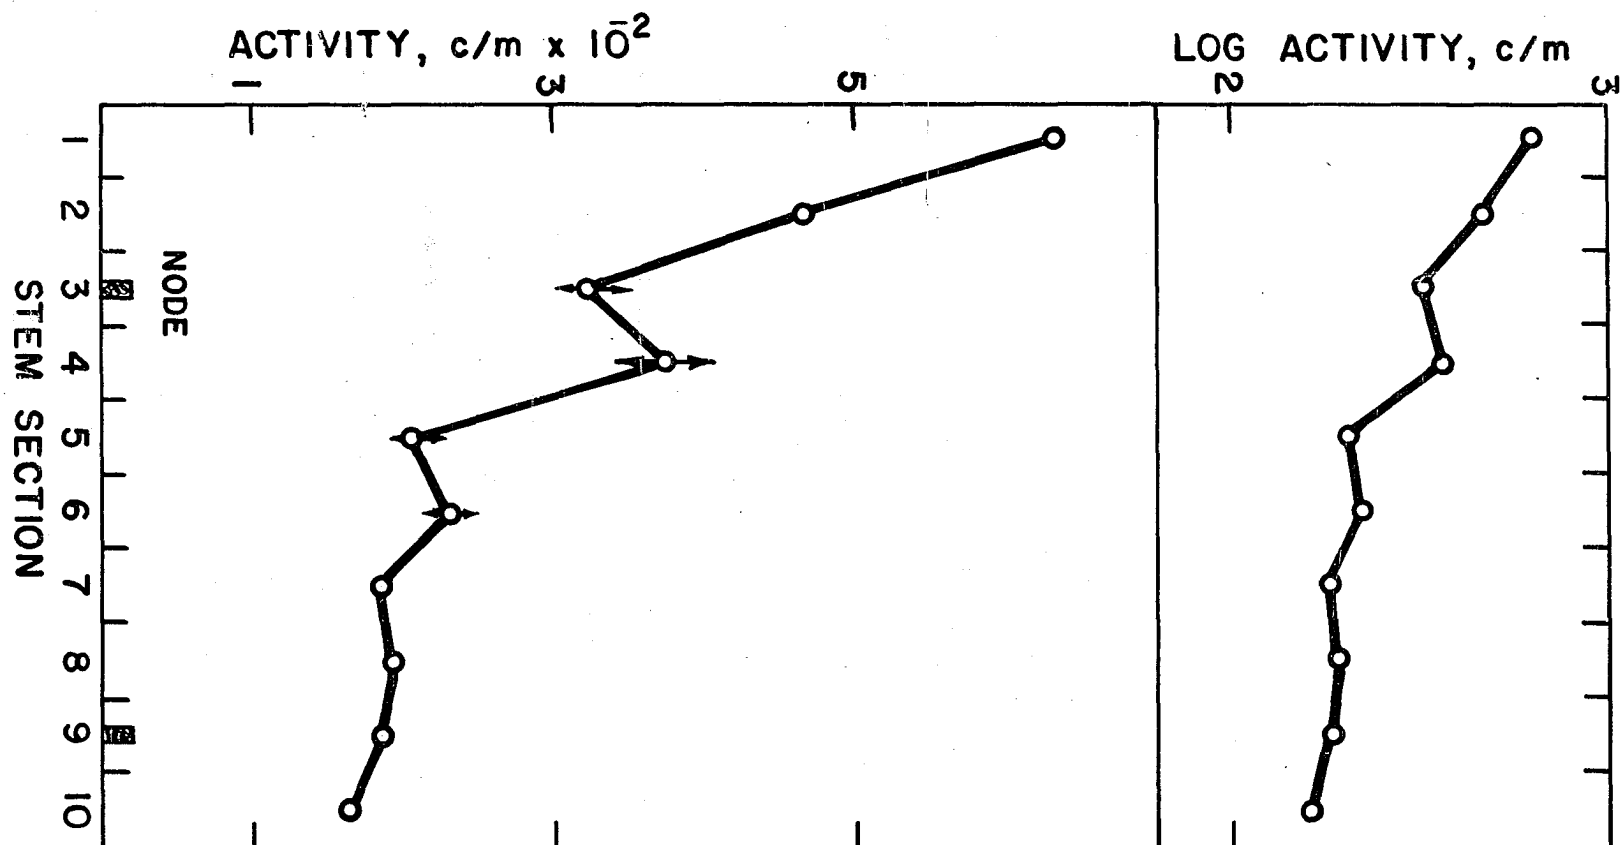 ACTIVITY, c/m x 10⁻²
LOG ACTIVITY, c/m
1 3 5
2 3
1
2
3
4
5
6
7
8
9
10
NODE
STEM SECTION